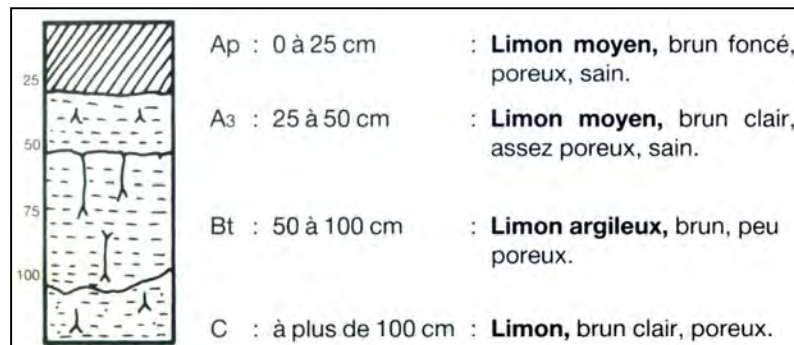 Ap : 0 à 25 cm : Limon moyen, brun foncé,
poreux, sain.
25
A3 : 25 à 50 cm : Limon moyen, brun clair,
assez poreux, sain.
50
75
Bt : 50 à 100 cm : Limon argileux, brun, peu
poreux.
100
C : à plus de 100 cm : Limon, brun clair, poreux.